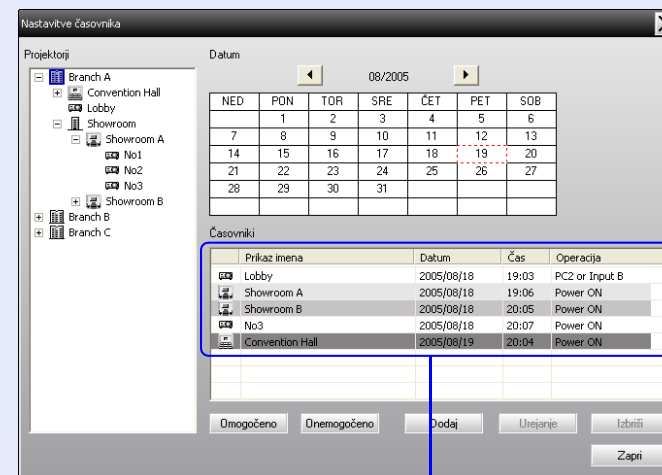 Nastavitve časovnika
Projektorji
Branch A
Convention Hall
Lobby
Showroom
Showroom A
No1
No2
No3
Showroom B
Branch B
Branch C
Datum
08/2005
NED PON TOR SRE ČET PET SOB
1 2 3 4 5 6
7 8 9 10 11 12 13
14 15 16 17 18 19 20
21 22 23 24 25 26 27
28 29 30 31
Časovniki
Prikaz imena Datum Čas Operacija
Lobby 2005/08/18 19:03 PC2 or Input B
Showroom A 2005/08/18 19:06 Power ON
Showroom B 2005/08/18 20:05 Power ON
No3 2005/08/18 20:07 Power ON
Convention Hall 2005/08/19 20:04 Power ON
Omogočeno Onemogočeno Dodaj Urejanje Izbriši
Zapri